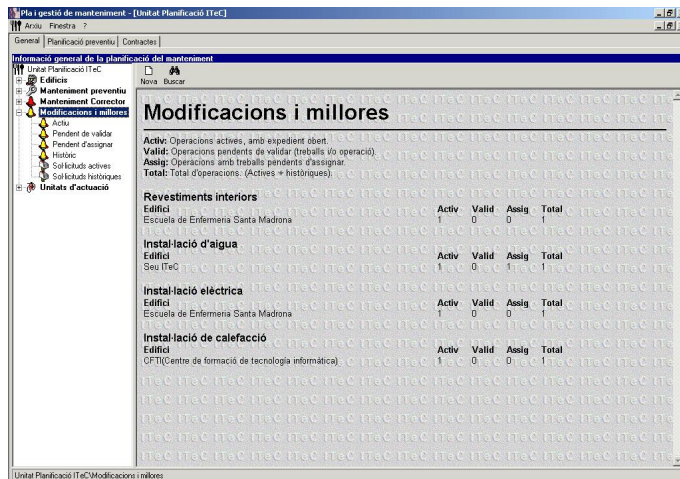 Pla i gestió de manteniment - [Unitat Planificació ITeC]
Arxiu Finestra ?
General Planificació preventiu Contractes
Informació general de la planificació del manteniment
Unitat Planificació ITeC
Edificis
Manteniment preventiu
Manteniment Corrector
Modificacions i millores
Actiu
Pendent de validar
Pendent d'assignar
Històric
Sol·licituds actives
Sol·licituds històriques
Unitats d'actuació
Nova Buscar
Modificacions i millores
Activ: Operacions actives, amb expedient obert.
Valid: Operacions pendents de validar (treballs i/o operació).
Assig: Operacions amb treballs pendents d'assignar.
Total: Total d'operacions. (Actives + històriques).
Revestiments interiors
Edifici Activ Valid Assig Total
Escuela de Enfermeria Santa Madrona 1 0 0 1
Instal·lació d'aigua
Edifici Activ Valid Assig Total
Seu ITeC 1 0 1 1
Instal·lació elèctrica
Edifici Activ Valid Assig Total
Escuela de Enfermeria Santa Madrona 1 0 0 1
Instal·lació de calefacció
Edifici Activ Valid Assig Total
CFTI(Centre de formació de tecnología informática) 1 0 0 1
Unitat Planificació ITeC\Modificacions i millores